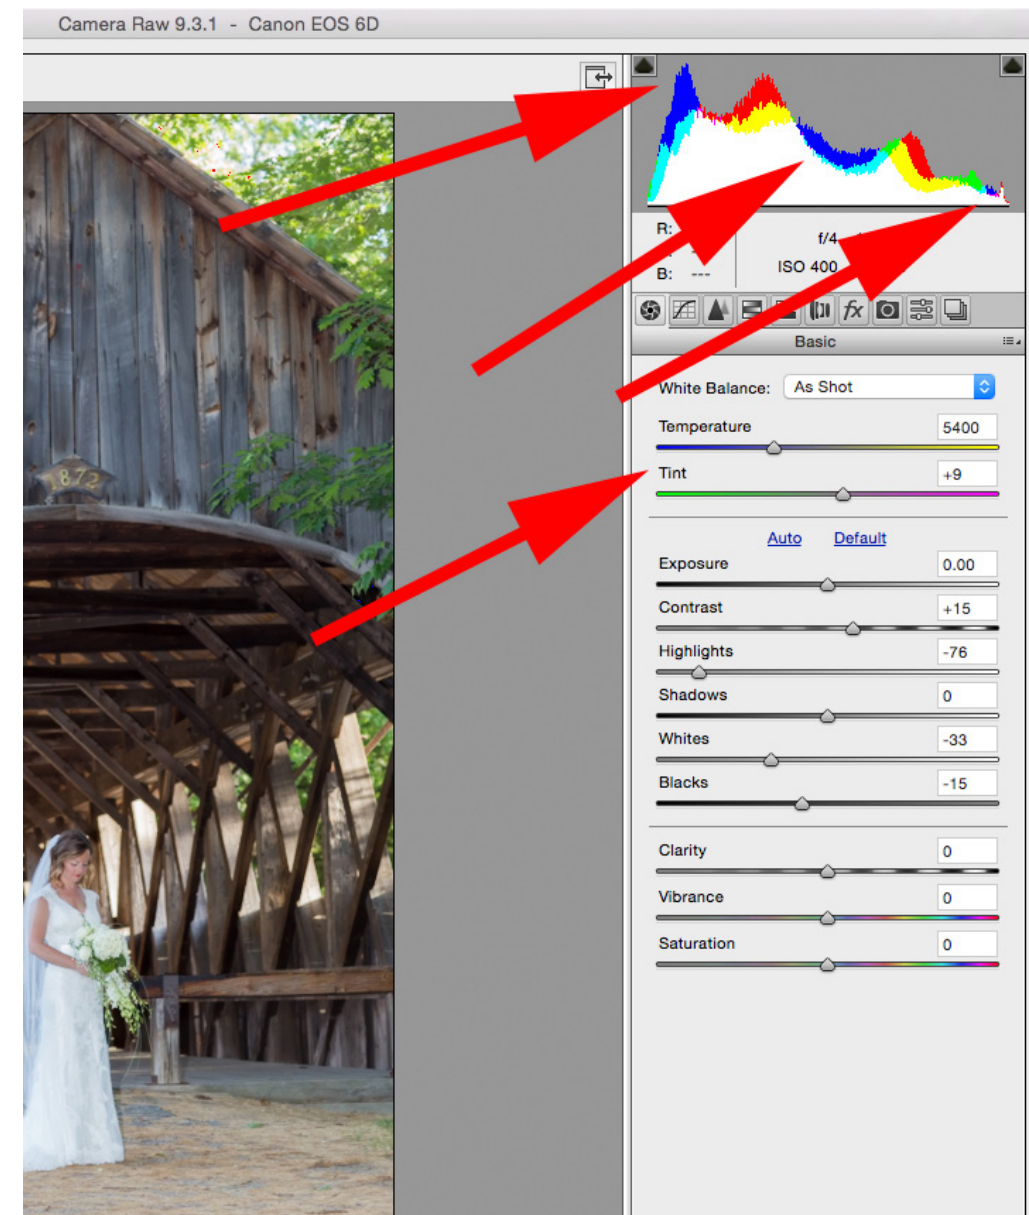 Camera Raw 9.3.1 - Canon EOS 6D
R: f/4
---
B: --- ISO 400
fx
Basic
White Balance: As Shot
Temperature 5400
Tint +9
1872
Auto Default
Exposure 0.00
Contrast +15
Highlights -76
Shadows 0
Whites -33
Blacks -15
Clarity 0
Vibrance 0
Saturation 0